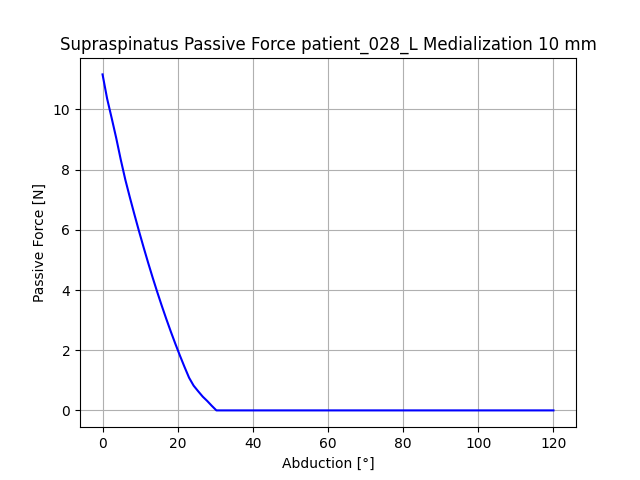 Supraspinatus Passive Force patient_028_L Medialization 10 mm
10
8
6
4
2
0
Passive Force [N]
0 20 40 60 80 100 120
Abduction [°]